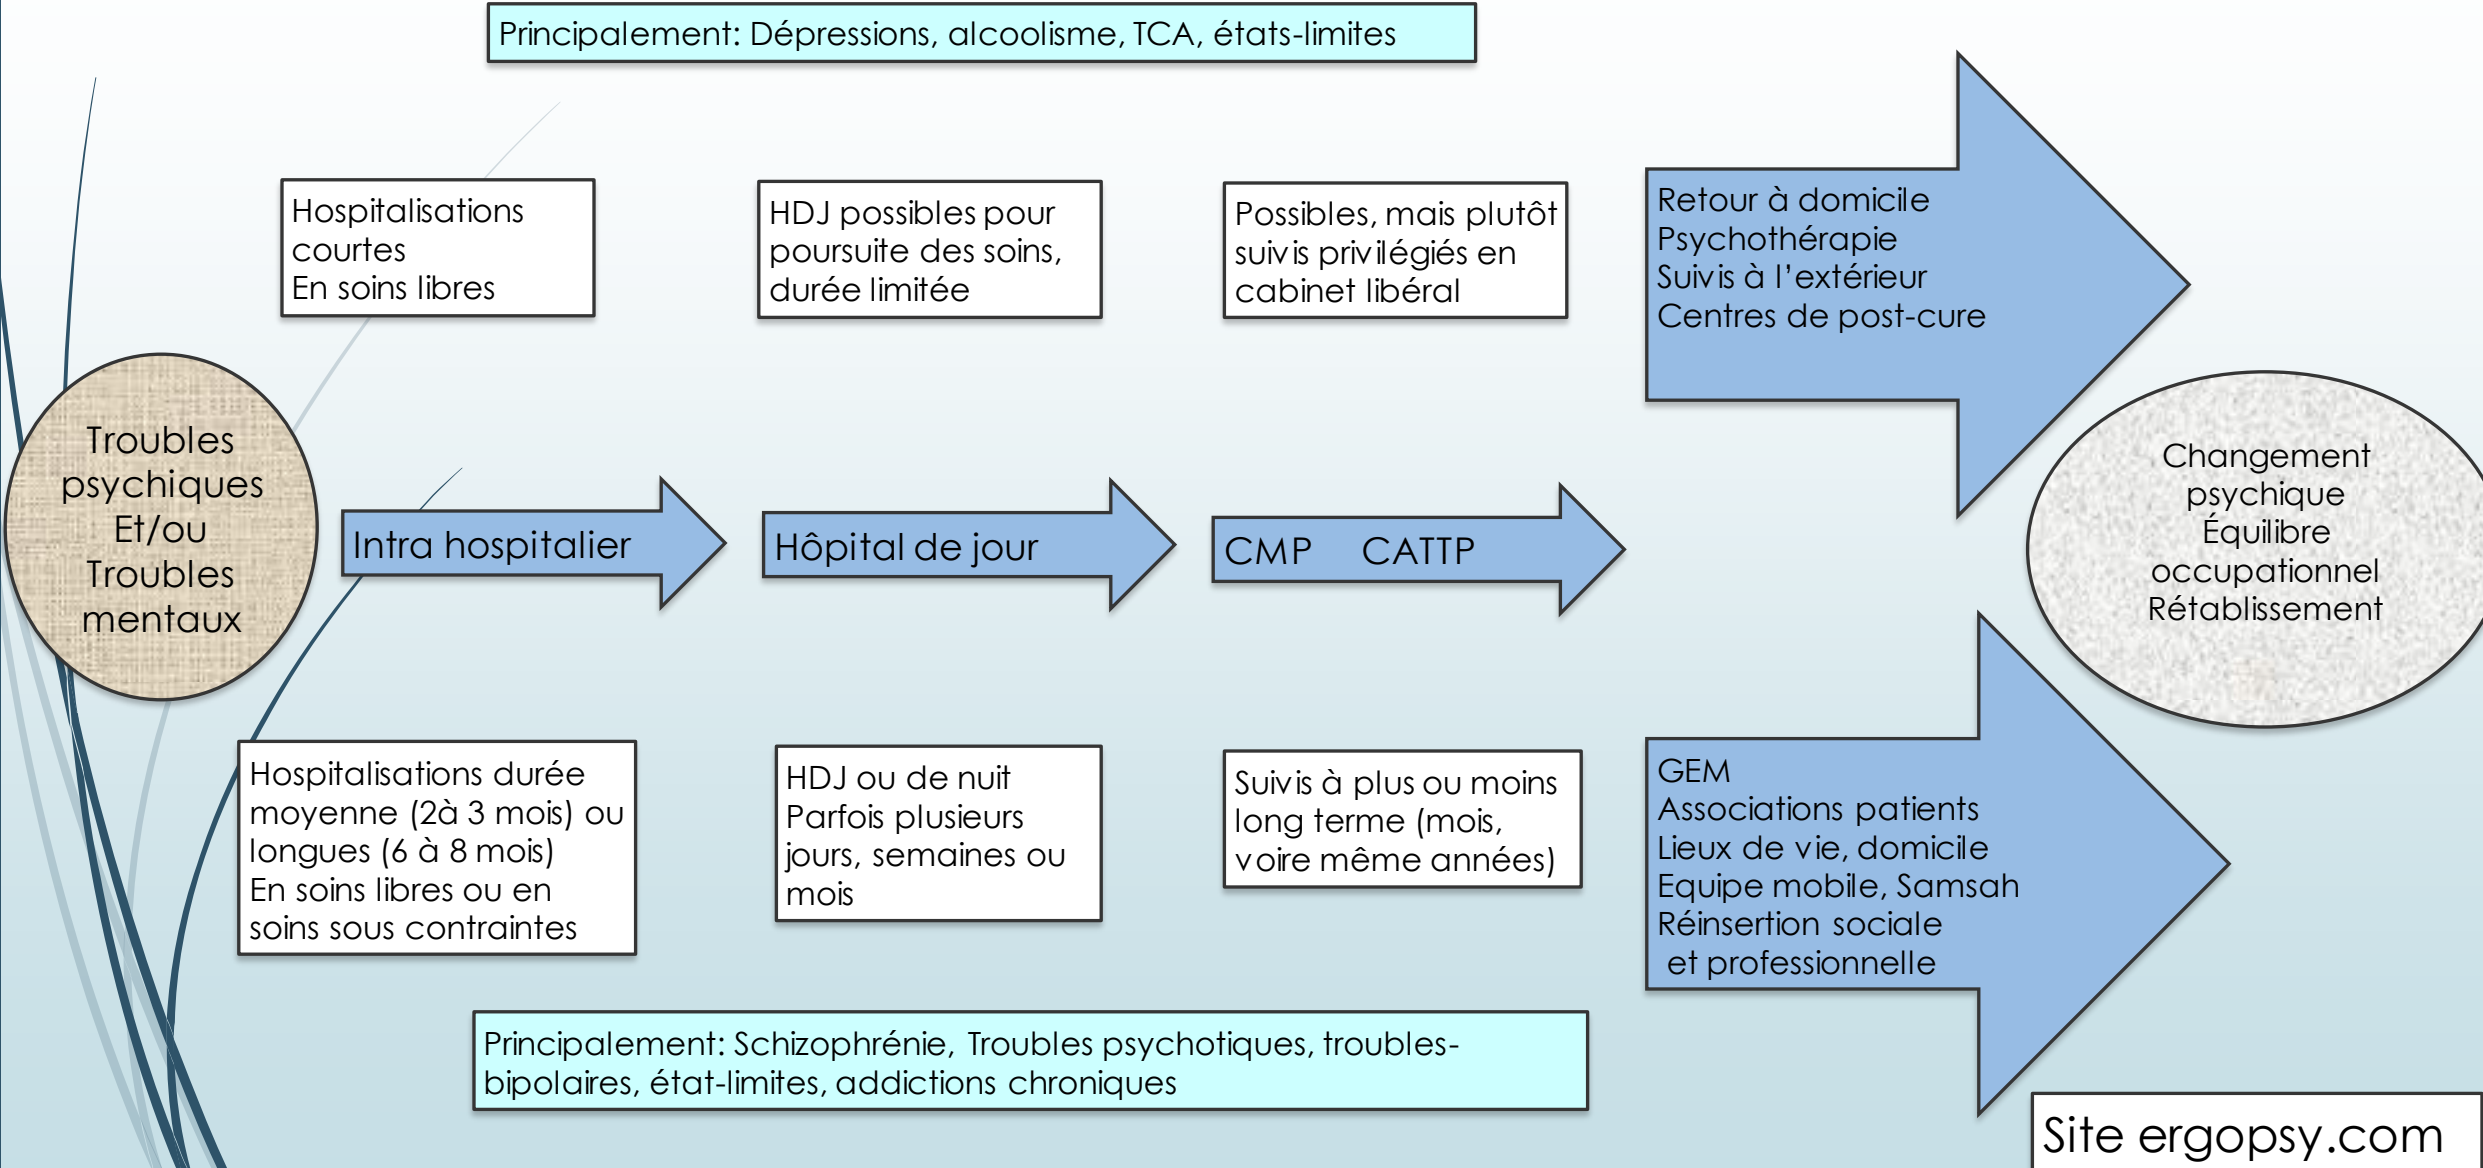 Principalement: Dépressions, alcoolisme, TCA, états-limites
Hospitalisations
courtes
En soins libres
HDJ possibles pour
poursuite des soins,
durée limitée
Possibles, mais plutôt
suivis privilégiés en
cabinet libéral
Retour à domicile
Psychothérapie
Suivis à l'extérieur
Centres de post-cure
Troubles
psychiques
Et/ou
Troubles
mentaux
Intra hospitalier
Hôpital de jour
CMP CATTP
Changement
psychique
Équilibre
occupationnel
Rétablissement
Hospitalisations durée
moyenne (2à 3 mois) ou
longues (6 à 8 mois)
En soins libres ou en
soins sous contraintes
HDJ ou de nuit
Parfois plusieurs
jours, semaines ou
mois
Suivis à plus ou moins
long terme (mois,
voire même années)
GEM
Associations patients
Lieux de vie, domicile
Equipe mobile, Samsah
Réinsertion sociale
et professionnelle
Principalement: Schizophrénie, Troubles psychotiques, troubles-
bipolaires, état-limites, addictions chroniques
Site ergopsy.com